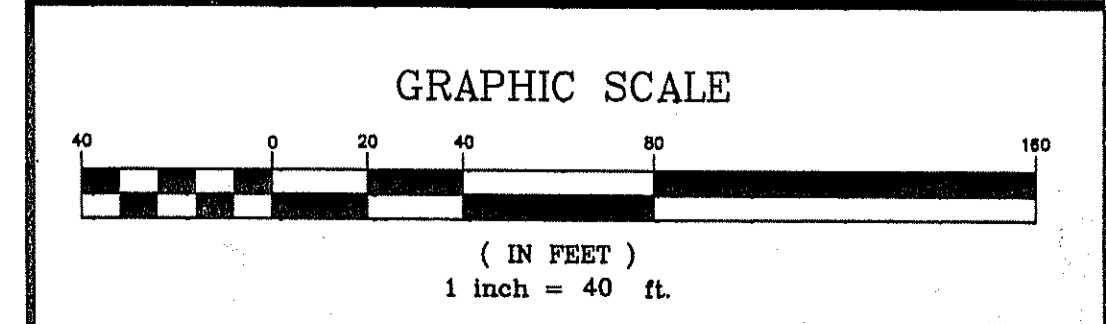 GRAPHIC SCALE
40 0 20 40 80 160
( IN FEET )
1 inch = 40 ft.